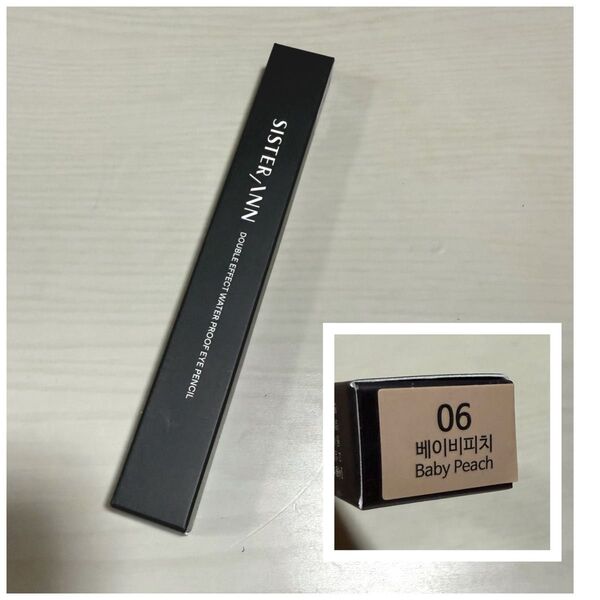 SISTER/ANN
DOUBLE EFFECT WATER PROOF EYE PENCIL
06
베이비피치
Baby Peach